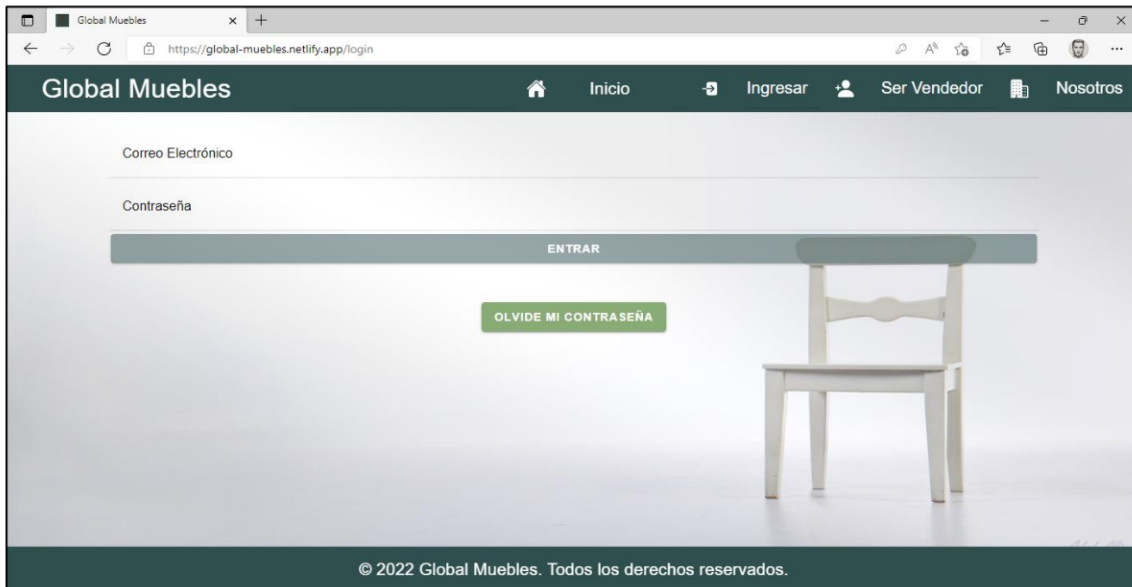 Global Muebles
https://global-muebles.netlify.app/login
Global Muebles Inicio Ingresar Ser Vendedor Nosotros
Correo Electrónico
Contraseña
ENTRAR
OLVIDE MI CONTRASEÑA
© 2022 Global Muebles. Todos los derechos reservados.